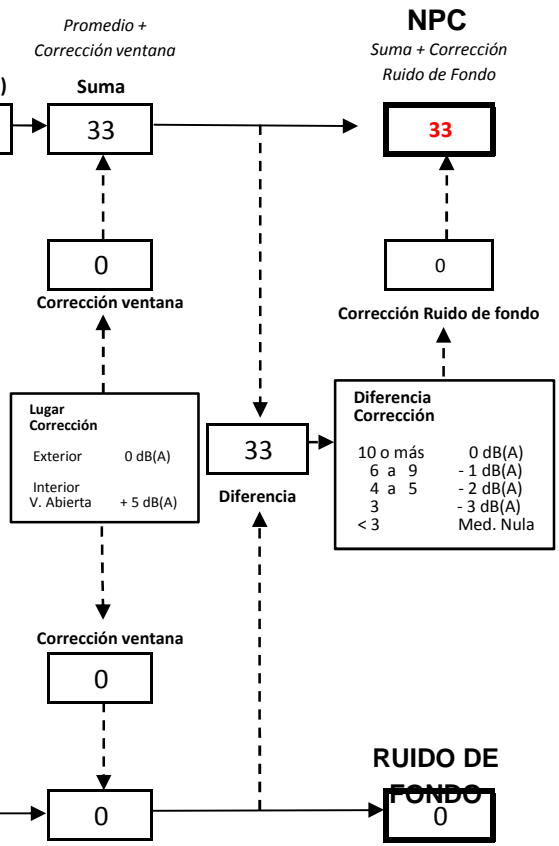 Promedio +
Corrección ventana
)
Suma
33
NPC
Suma + Corrección
Ruido de Fondo
33
0
Corrección ventana
0
Corrección Ruido de fondo
Lugar
Corrección
Exterior 0 dB(A)
Interior
V. Abierta + 5 dB(A)
33
Diferencia
Diferencia
Corrección
10 o más 0 dB(A)
6 a 9 - 1 dB(A)
4 a 5 - 2 dB(A)
3 - 3 dB(A)
< 3 Med. Nula
Corrección ventana
0
0
RUIDO DE
FONDO
0